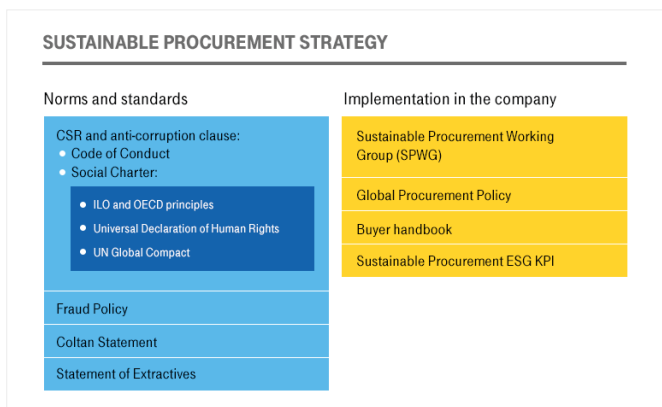 SUSTAINABLE PROCUREMENT STRATEGY
Norms and standards
CSR and anti-corruption clause:
Code of Conduct
Social Charter:
ILO and OECD principles
Universal Declaration of Human Rights
UN Global Compact
Fraud Policy
Coltan Statement
Statement of Extractives
Implementation in the company
Sustainable Procurement Working
Group (SPWG)
Global Procurement Policy
Buyer handbook
Sustainable Procurement ESG KPI